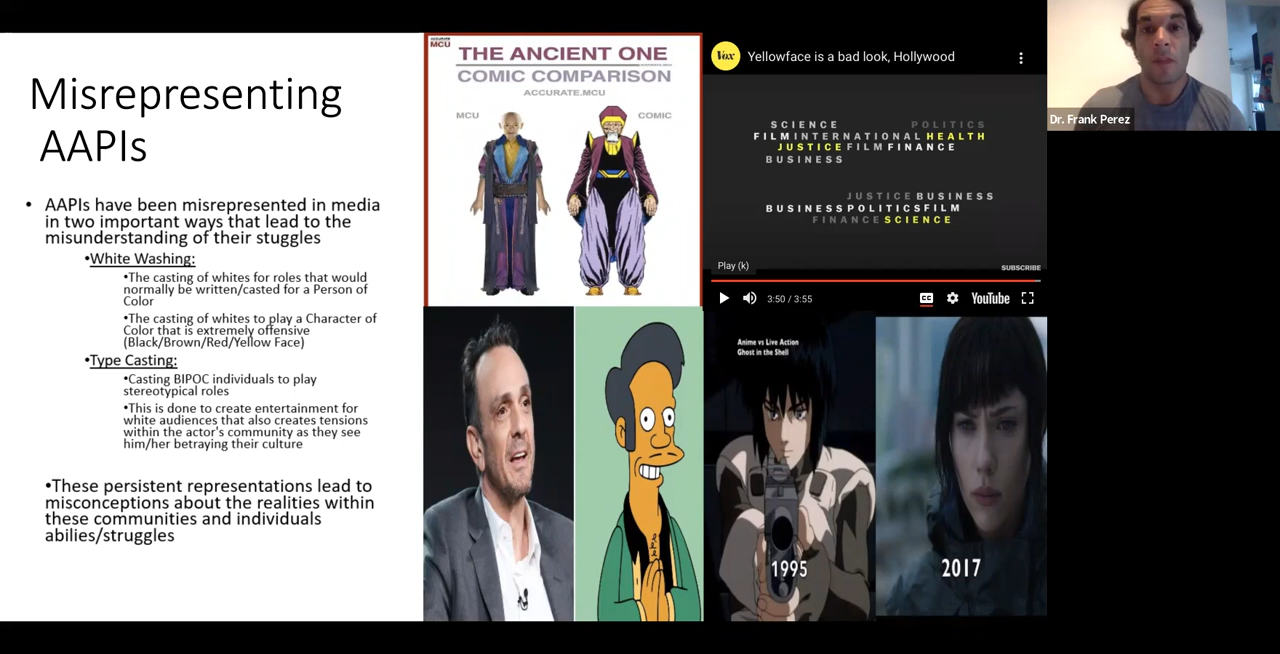 Misrepresenting
AAPIs
• AAPIs have been misrepresented in media
in two important ways that lead to the
misunderstanding of their stuggles
•White Washing:
•The casting of whites for roles that would
normally be written/casted for a Person of
Color
•The casting of whites to play a Character of
Color that is extremely offensive
(Black/Brown/Red/Yellow Face)
•Type Casting:
•Casting BIPOC individuals to play
stereotypical roles
•This is done to create entertainment for
white audiences that also creates tensions
within the actor's community as they see
him/her betraying their culture
•These persistent representations lead to
misconceptions about the realities within
these communities and individuals
abilies/struggles
ACCURATE
MCU
THE ANCIENT ONE
COMIC COMPARISON
ACCURATE.MCU
MCU
COMIC
Vox
Yellowface is a bad look, Hollywood
SCIENCE POLITICS
FILM INTERNATIONAL HEALTH
JUSTICE FILM FINANCE
BUSINESS
JUSTICE BUSINESS
BUSINESS POLITICS FILM
FINANCE SCIENCE
Play (k)
SUBSCRIBE
3:50 / 3:55
CC
YouTube
Anime vs Live Action
Ghost in the Shell
1995
2017
Dr. Frank Perez